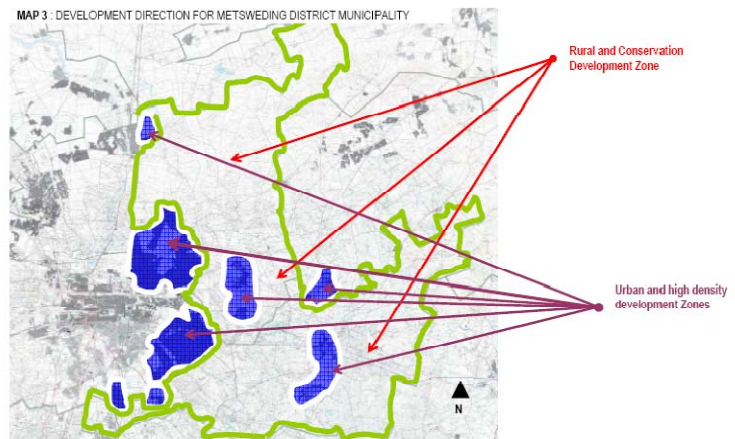 MAP 3 : DEVELOPMENT DIRECTION FOR METSWEDING DISTRICT MUNICIPALITY
Rural and Conservation
Development Zone
Urban and high density
development Zones
N